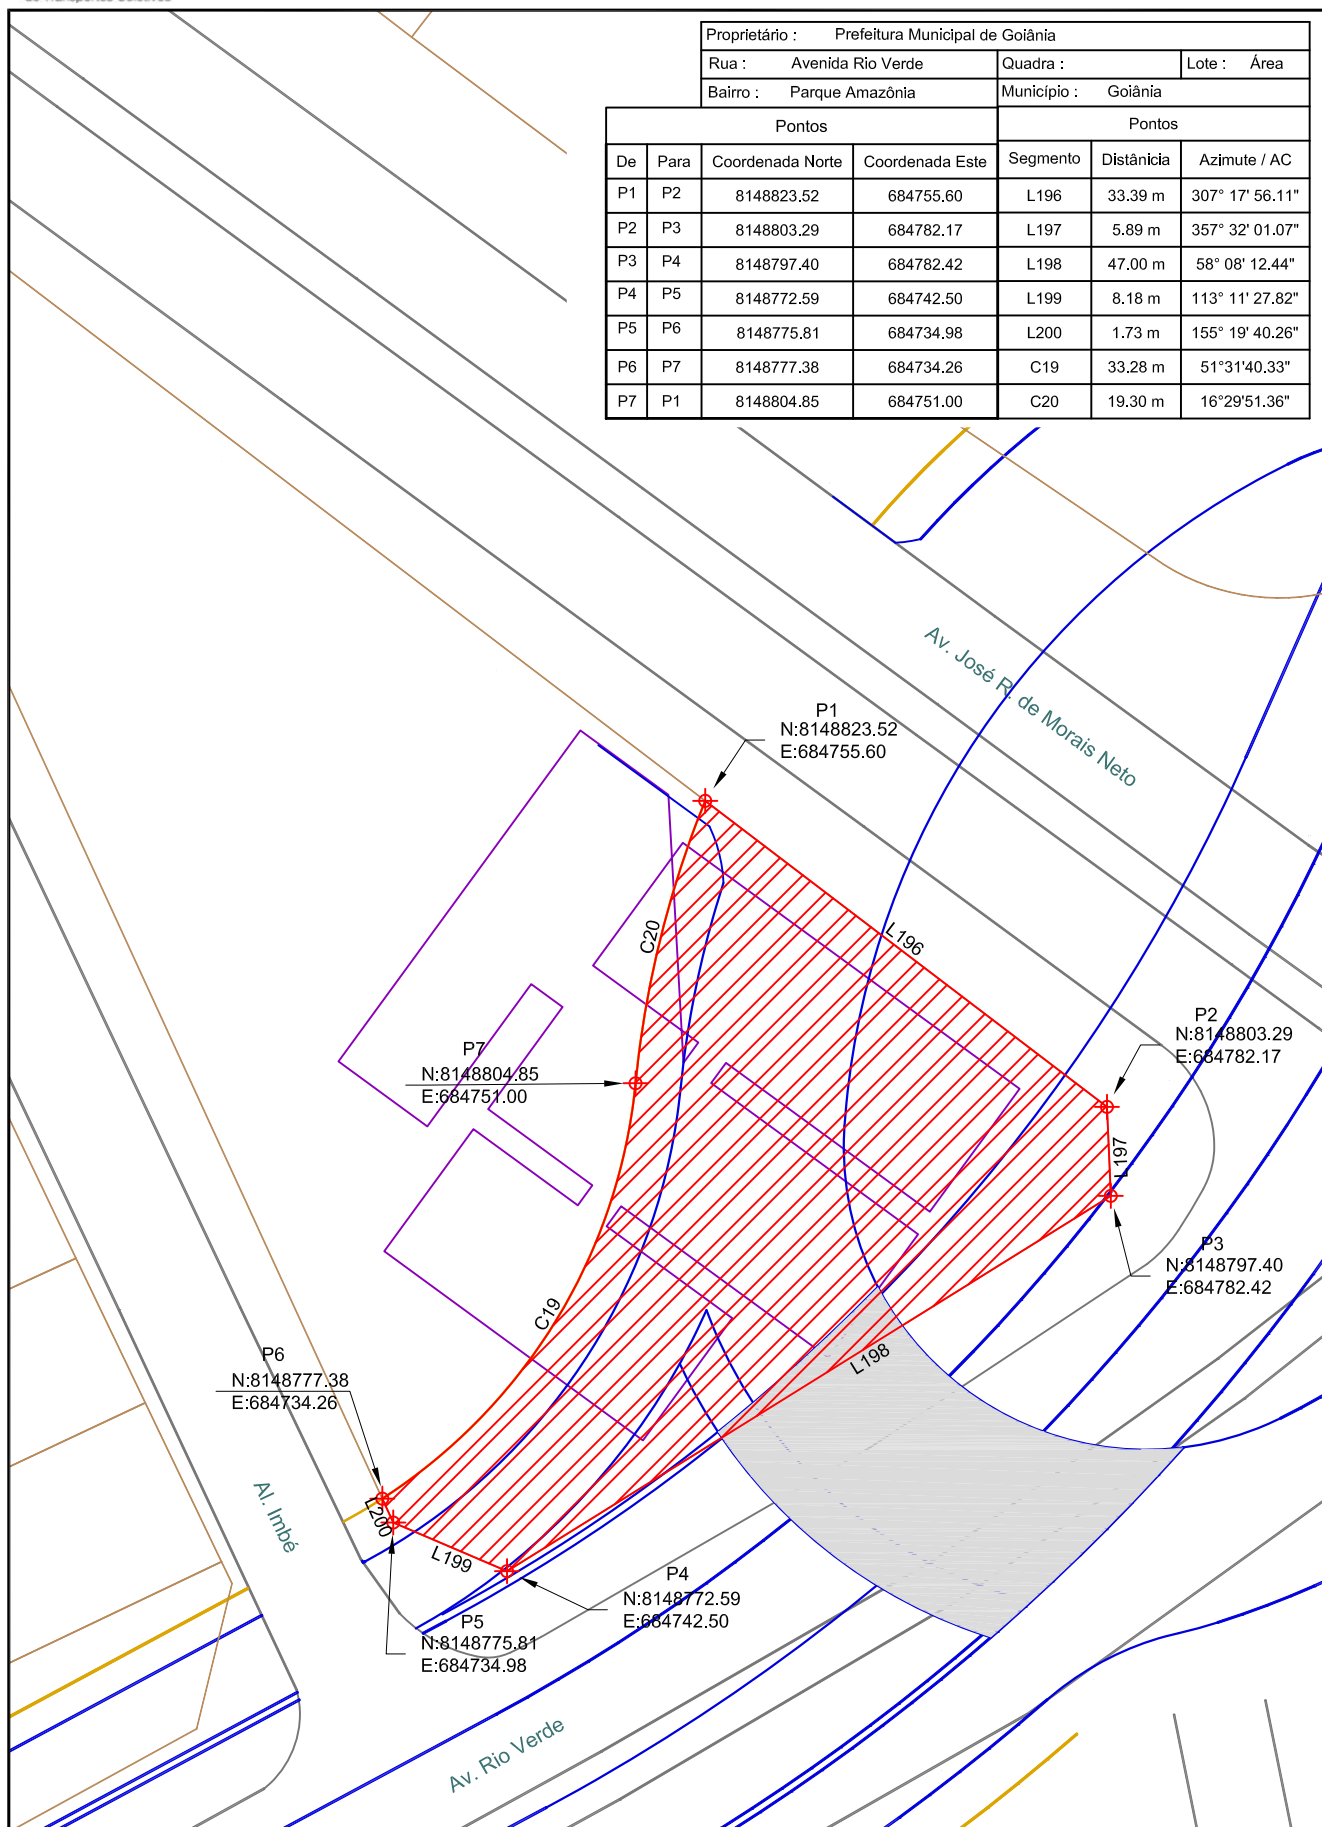 Proprietário : Prefeitura Municipal de Goiânia
Rua : Avenida Rio Verde Quadra : Lote : Área
Bairro : Parque Amazônia Município : Goiânia
Pontos Pontos
De Para Coordenada Norte Coordenada Este Segmento Distânicia Azimute / AC
P1 P2 8148823.52 684755.60 L196 33.39 m 307° 17' 56.11"
P2 P3 8148803.29 684782.17 L197 5.89 m 357° 32' 01.07"
P3 P4 8148797.40 684782.42 L198 47.00 m 58° 08' 12.44"
P4 P5 8148772.59 684742.50 L199 8.18 m 113° 11' 27.82"
P5 P6 8148775.81 684734.98 L200 1.73 m 155° 19' 40.26"
P6 P7 8148777.38 684734.26 C19 33.28 m 51°31'40.33"
P7 P1 8148804.85 684751.00 C20 19.30 m 16°29'51.36"
Av. José R. de Morais Neto
P1
N:8148823.52
E:684755.60
C20
L196
P2
N:8148803.29
E:684782.17
P7
N:8148804.85
E:684751.00
L197
P3
N:8148797.40
E:684782.42
C19
L198
P6
N:8148777.38
E:684734.26
Al. Imbé
L200
L199
P4
N:8148772.59
E:684742.50
P5
N:8148775.81
E:684734.98
Av. Rio Verde